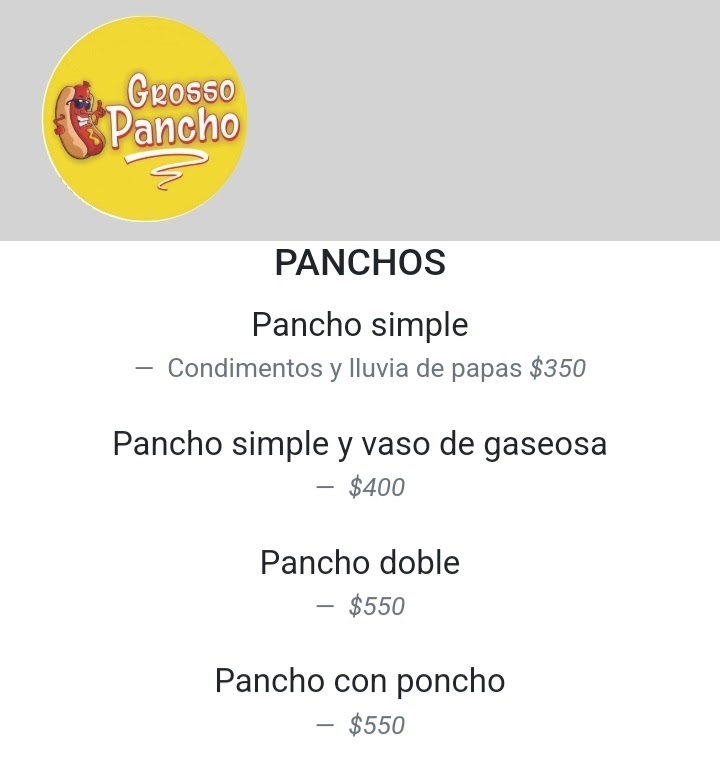 Grosso
Pancho
PANCHOS
Pancho simple
— Condimentos y lluvia de papas $350
Pancho simple y vaso de gaseosa
— $400
Pancho doble
— $550
Pancho con poncho
— $550